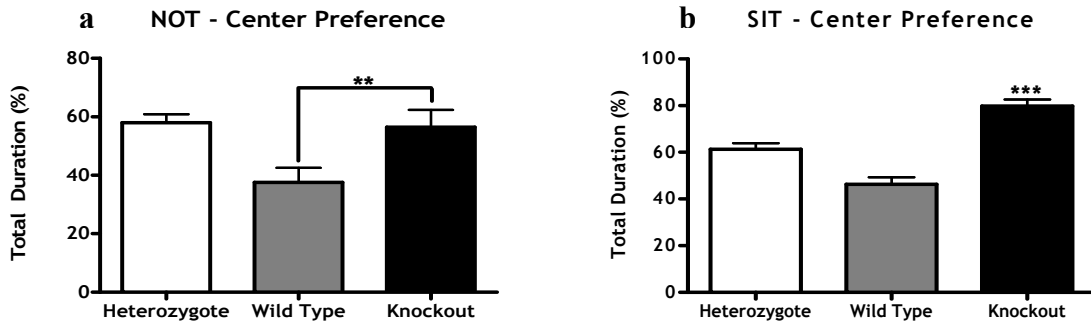 a NOT - Center Preference
Total Duration (%)
80
60
40
20
0
**
Heterozygote Wild Type Knockout
b SIT - Center Preference
Total Duration (%)
100
80
60
40
20
0
***
Heterozygote Wild Type Knockout